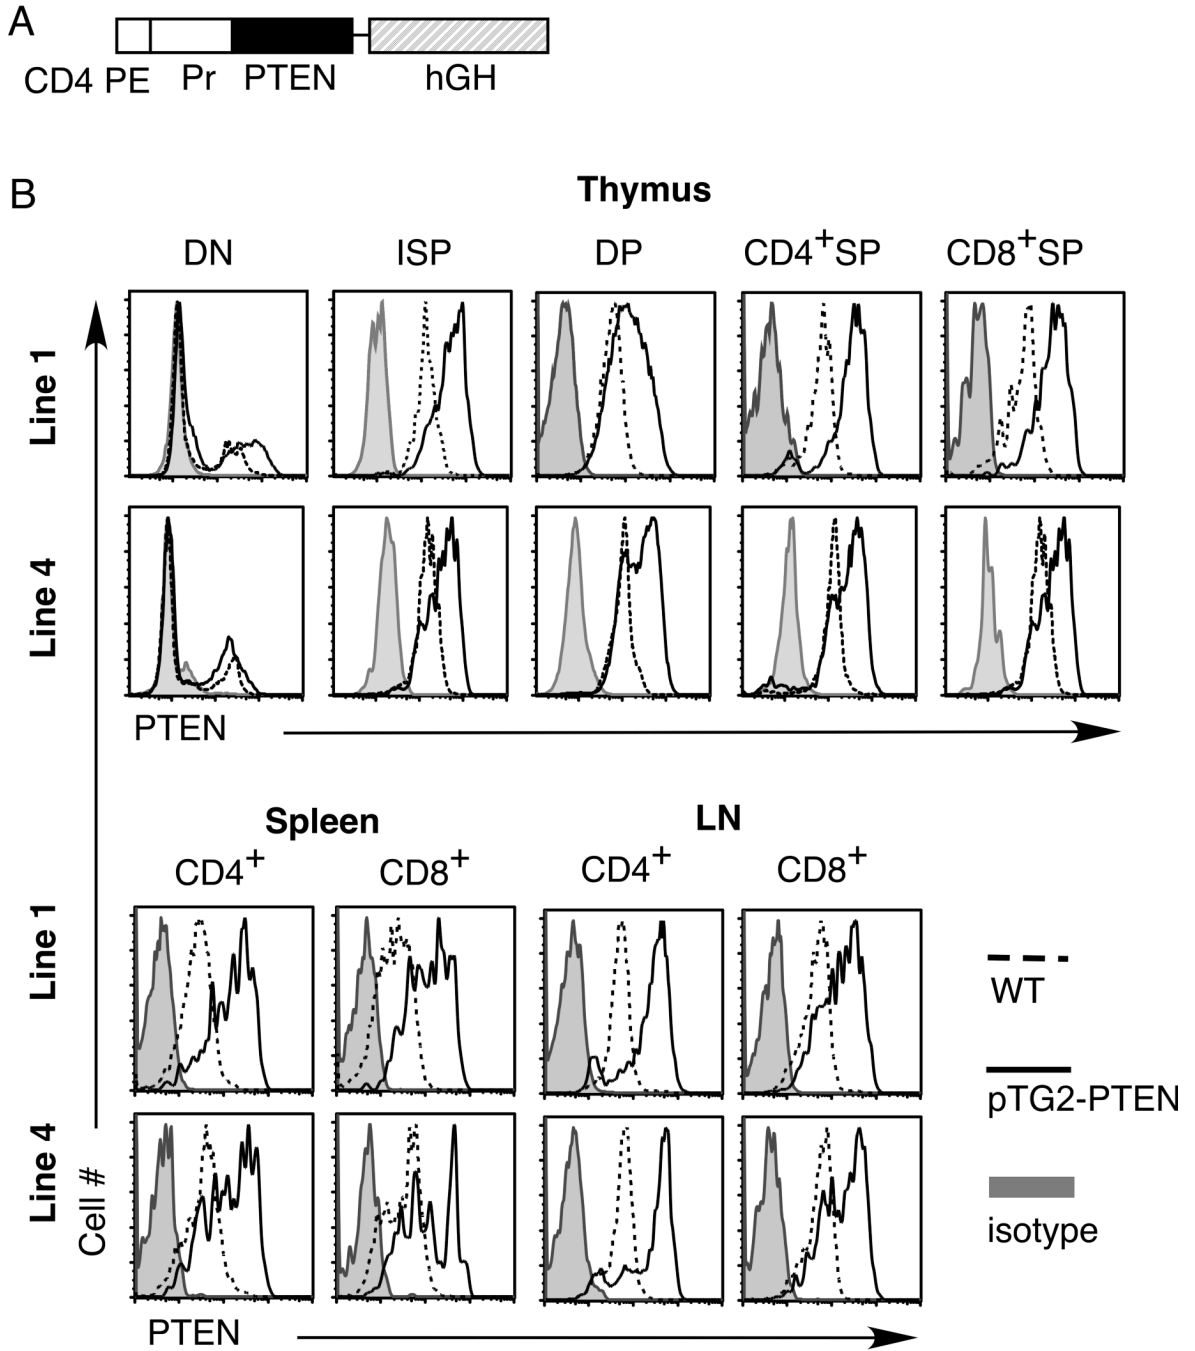 A
CD4 PE Pr PTEN hGH
B
Thymus
DN ISP DP CD4+SP CD8+SP
Line 1
Line 4
PTEN
Spleen LN
CD4+ CD8+ CD4+ CD8+
Line 1
Line 4
Cell #
PTEN
WT
pTG2-PTEN
isotype